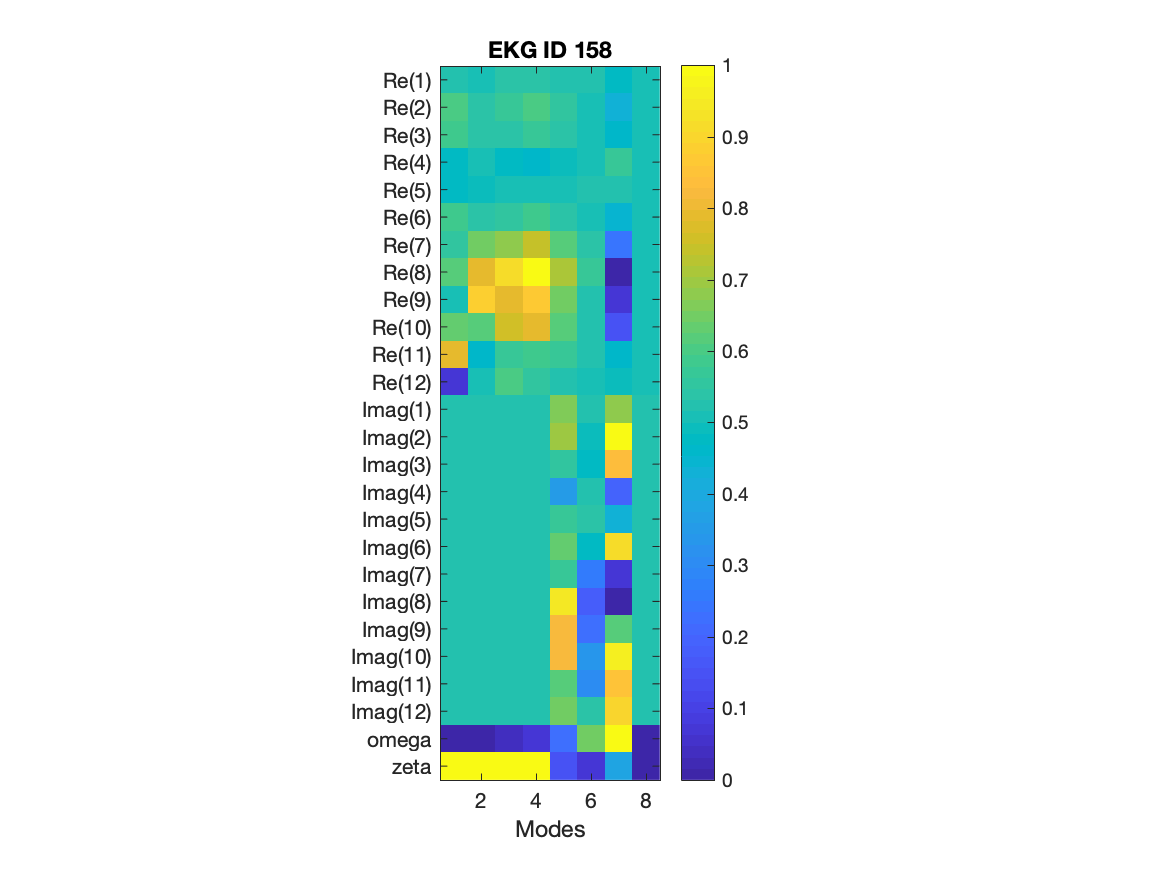 EKG ID 158
Re(1)
Re(2)
Re(3)
Re(4)
Re(5)
Re(6)
Re(7)
Re(8)
Re(9)
Re(10)
Re(11)
Re(12)
Imag(1)
Imag(2)
Imag(3)
Imag(4)
Imag(5)
Imag(6)
Imag(7)
Imag(8)
Imag(9)
Imag(10)
Imag(11)
Imag(12)
omega
zeta
2 4 6 8
Modes
1
0.9
0.8
0.7
0.6
0.5
0.4
0.3
0.2
0.1
0